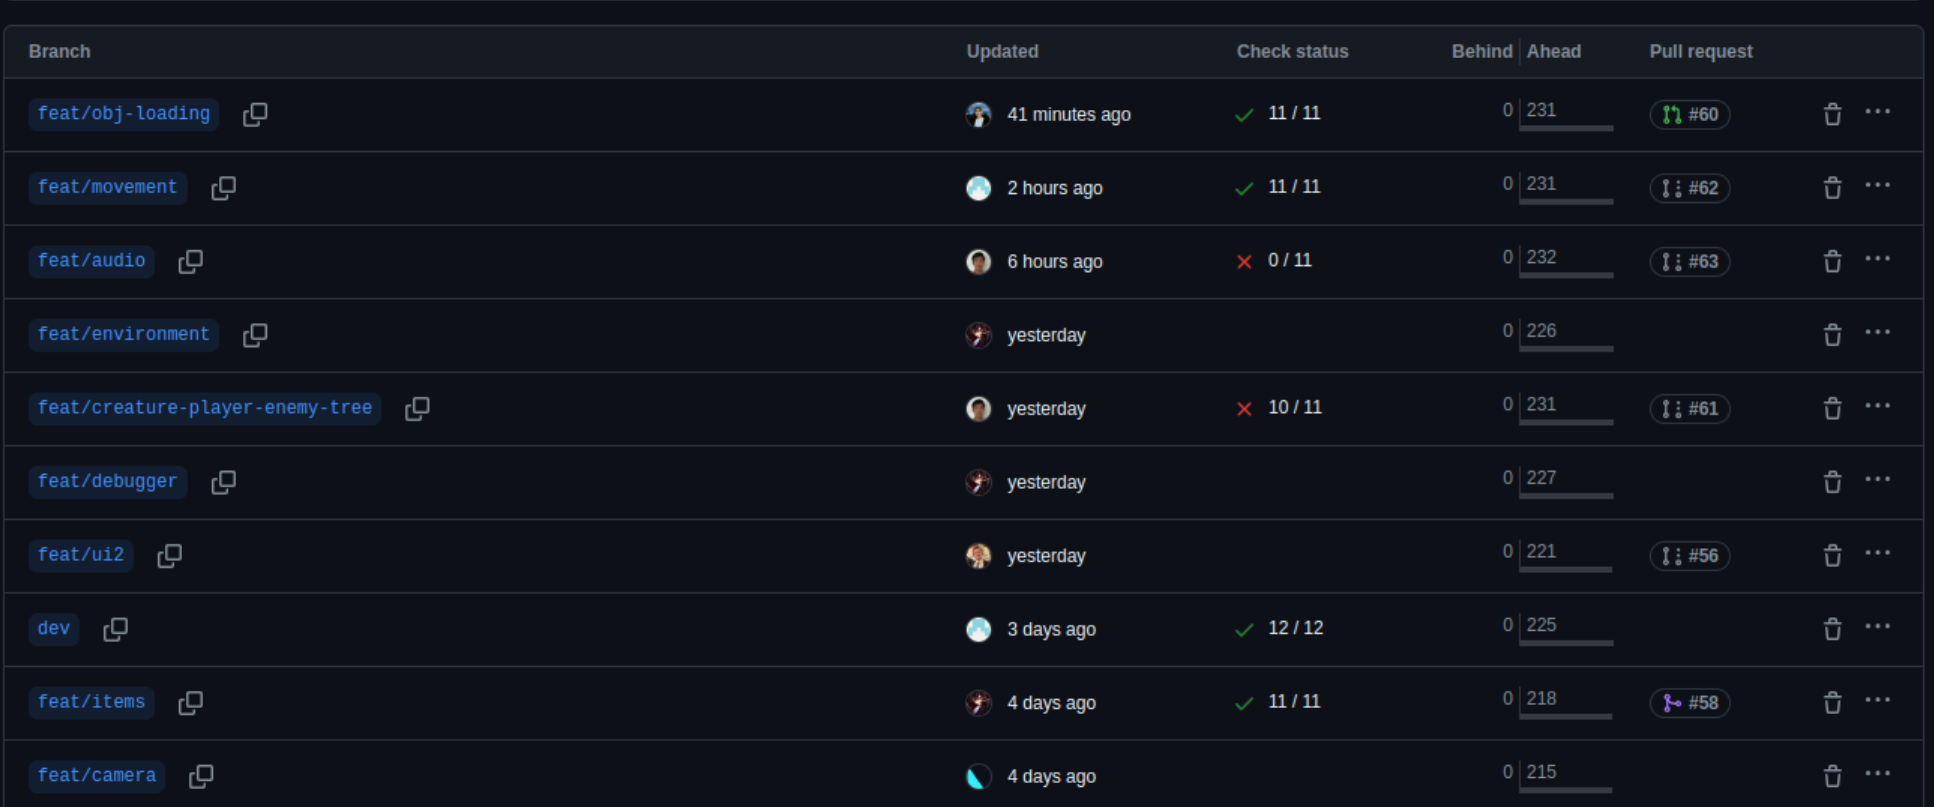 Branch Updated Check status Behind Ahead Pull request
feat/obj-loading 41 minutes ago 11 / 11 0 231 #60
feat/movement 2 hours ago 11 / 11 0 231 #62
feat/audio 6 hours ago 0 / 11 0 232 #63
feat/environment yesterday 0 226
feat/creature-player-enemy-tree yesterday 10 / 11 0 231 #61
feat/debugger yesterday 0 227
feat/ui2 yesterday 0 221 #56
dev 3 days ago 12 / 12 0 225
feat/items 4 days ago 11 / 11 0 218 #58
feat/camera 4 days ago 0 215